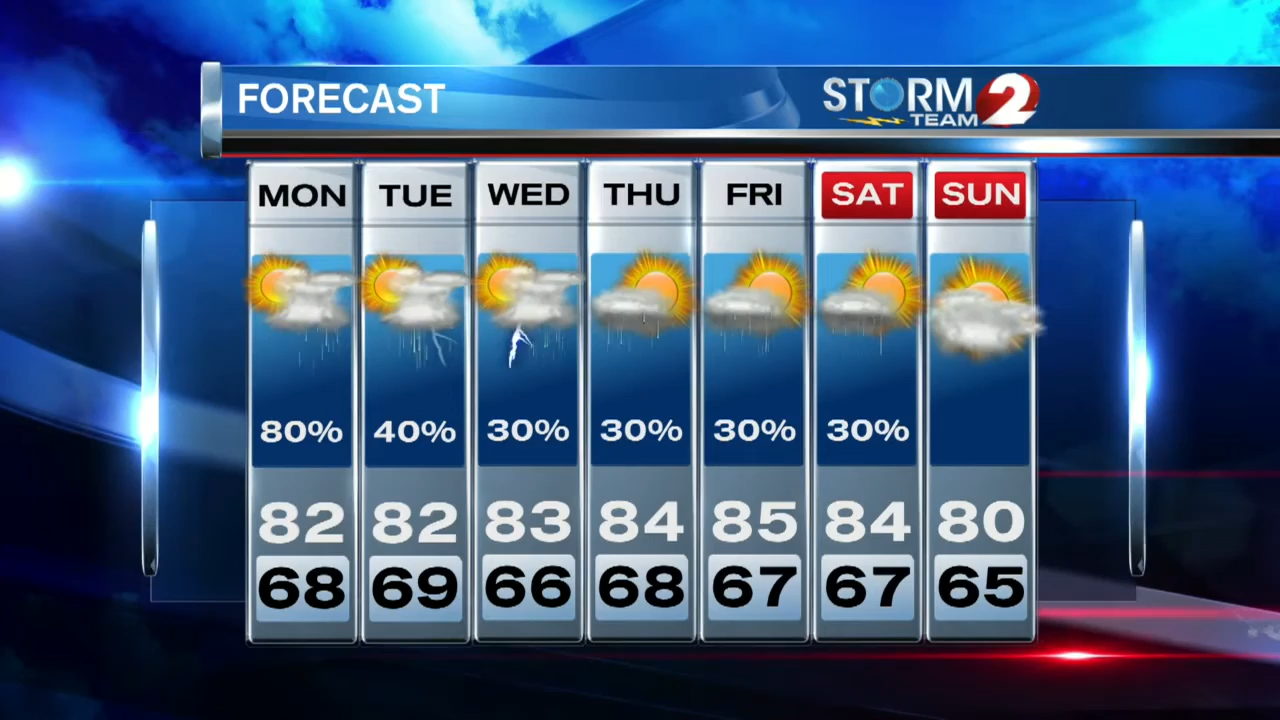 FORECAST
STORM
TEAM 2
MON TUE WED THU FRI SAT SUN
80% 40% 30% 30% 30% 30%
82 82 83 84 85 84 80
68 69 66 68 67 67 65